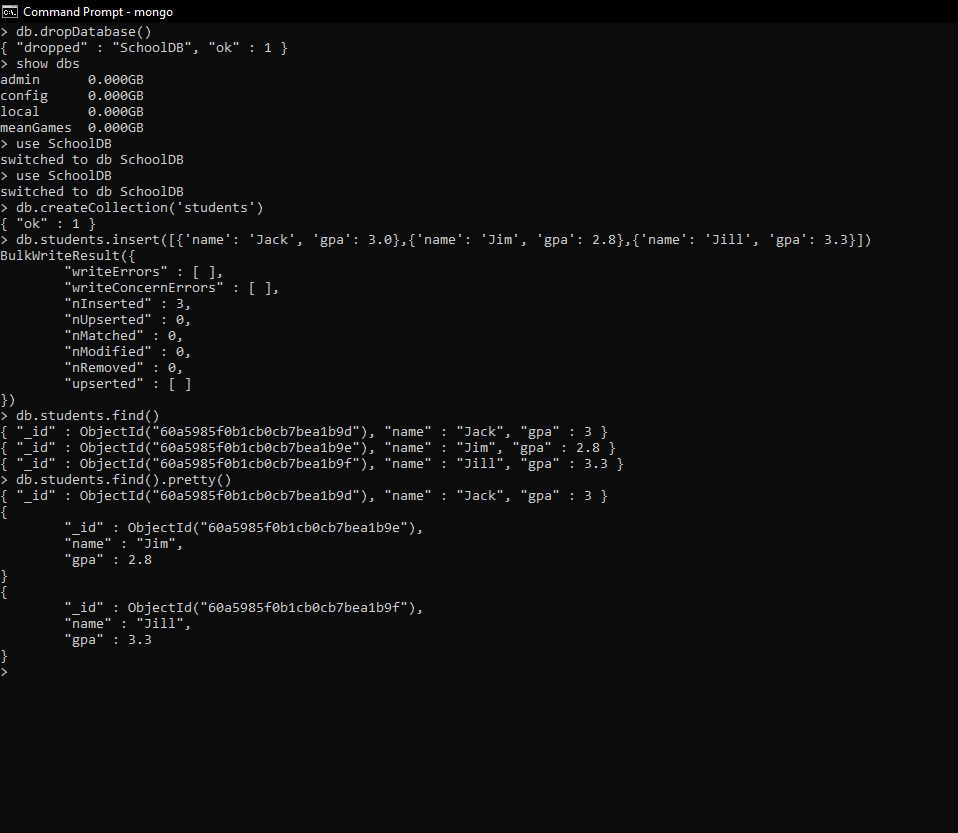 Command Prompt - mongo
> db.dropDatabase()
{ "dropped" : "SchoolDB", "ok" : 1 }
> show dbs
admin      0.000GB
config     0.000GB
local      0.000GB
meanGames  0.000GB
> use SchoolDB
switched to db SchoolDB
> use SchoolDB
switched to db SchoolDB
> db.createCollection('students')
{ "ok" : 1 }
> db.students.insert([{'name': 'Jack', 'gpa': 3.0},{'name': 'Jim', 'gpa': 2.8},{'name': 'Jill', 'gpa': 3.3}])
BulkWriteResult({
        "writeErrors" : [ ],
        "writeConcernErrors" : [ ],
        "nInserted" : 3,
        "nUpserted" : 0,
        "nMatched" : 0,
        "nModified" : 0,
        "nRemoved" : 0,
        "upserted" : [ ]
})
> db.students.find()
{ "_id" : ObjectId("60a5985f0b1cb0cb7bea1b9d"), "name" : "Jack", "gpa" : 3 }
{ "_id" : ObjectId("60a5985f0b1cb0cb7bea1b9e"), "name" : "Jim", "gpa" : 2.8 }
{ "_id" : ObjectId("60a5985f0b1cb0cb7bea1b9f"), "name" : "Jill", "gpa" : 3.3 }
> db.students.find().pretty()
{ "_id" : ObjectId("60a5985f0b1cb0cb7bea1b9d"), "name" : "Jack", "gpa" : 3 }
{
        "_id" : ObjectId("60a5985f0b1cb0cb7bea1b9e"),
        "name" : "Jim",
        "gpa" : 2.8
}
{
        "_id" : ObjectId("60a5985f0b1cb0cb7bea1b9f"),
        "name" : "Jill",
        "gpa" : 3.3
}
>